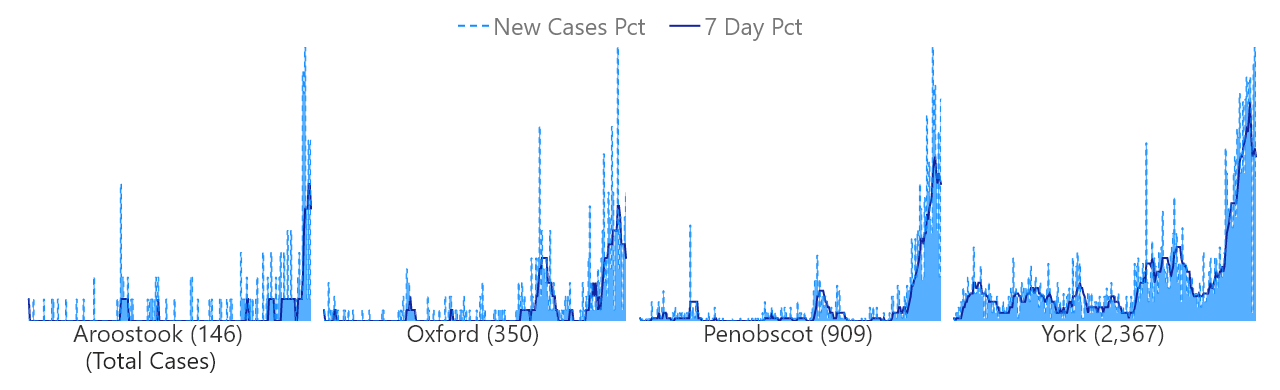 New Cases Pct 7 Day Pct
Aroostook (146) Oxford (350) Penobscot (909) York (2,367)
(Total Cases)